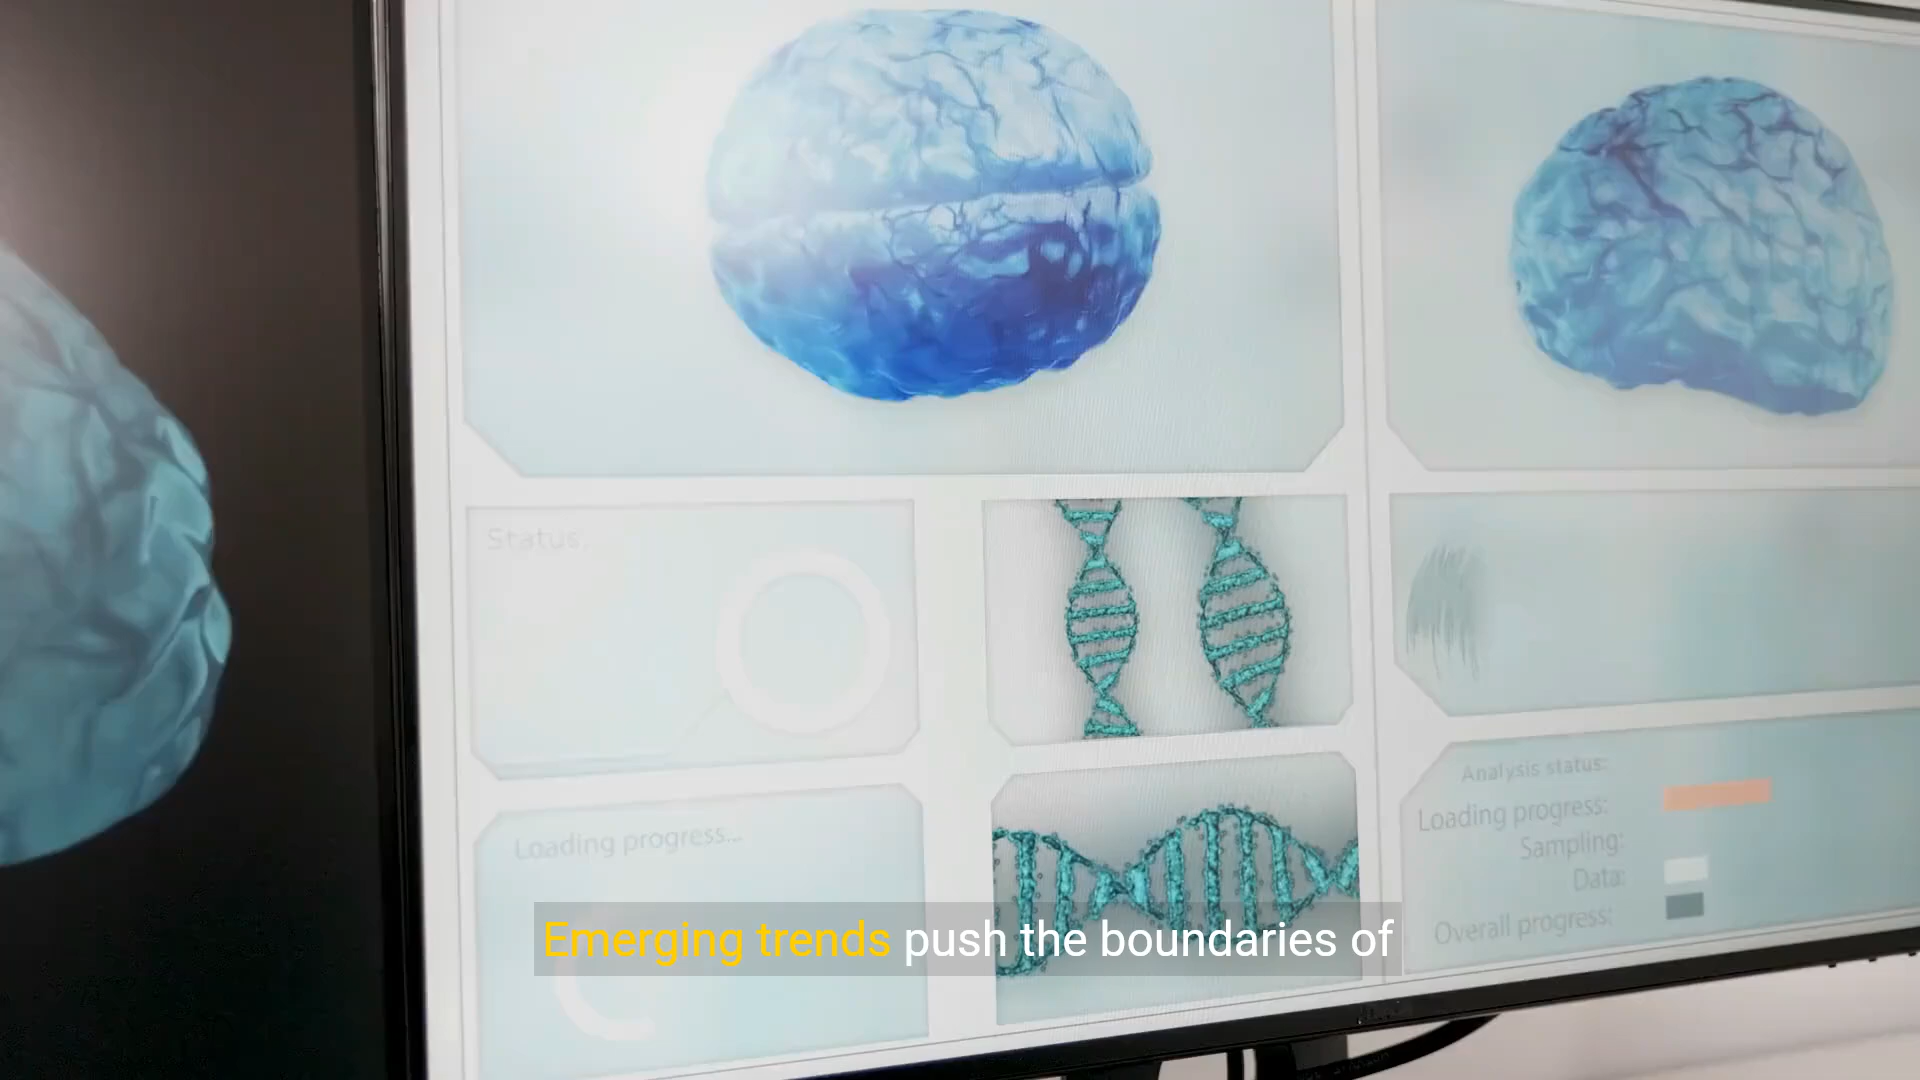 Status:
Loading progress...
Analysis status:
Loading progress:
Sampling:
Data:
Overall progress:
Emerging trends push the boundaries of